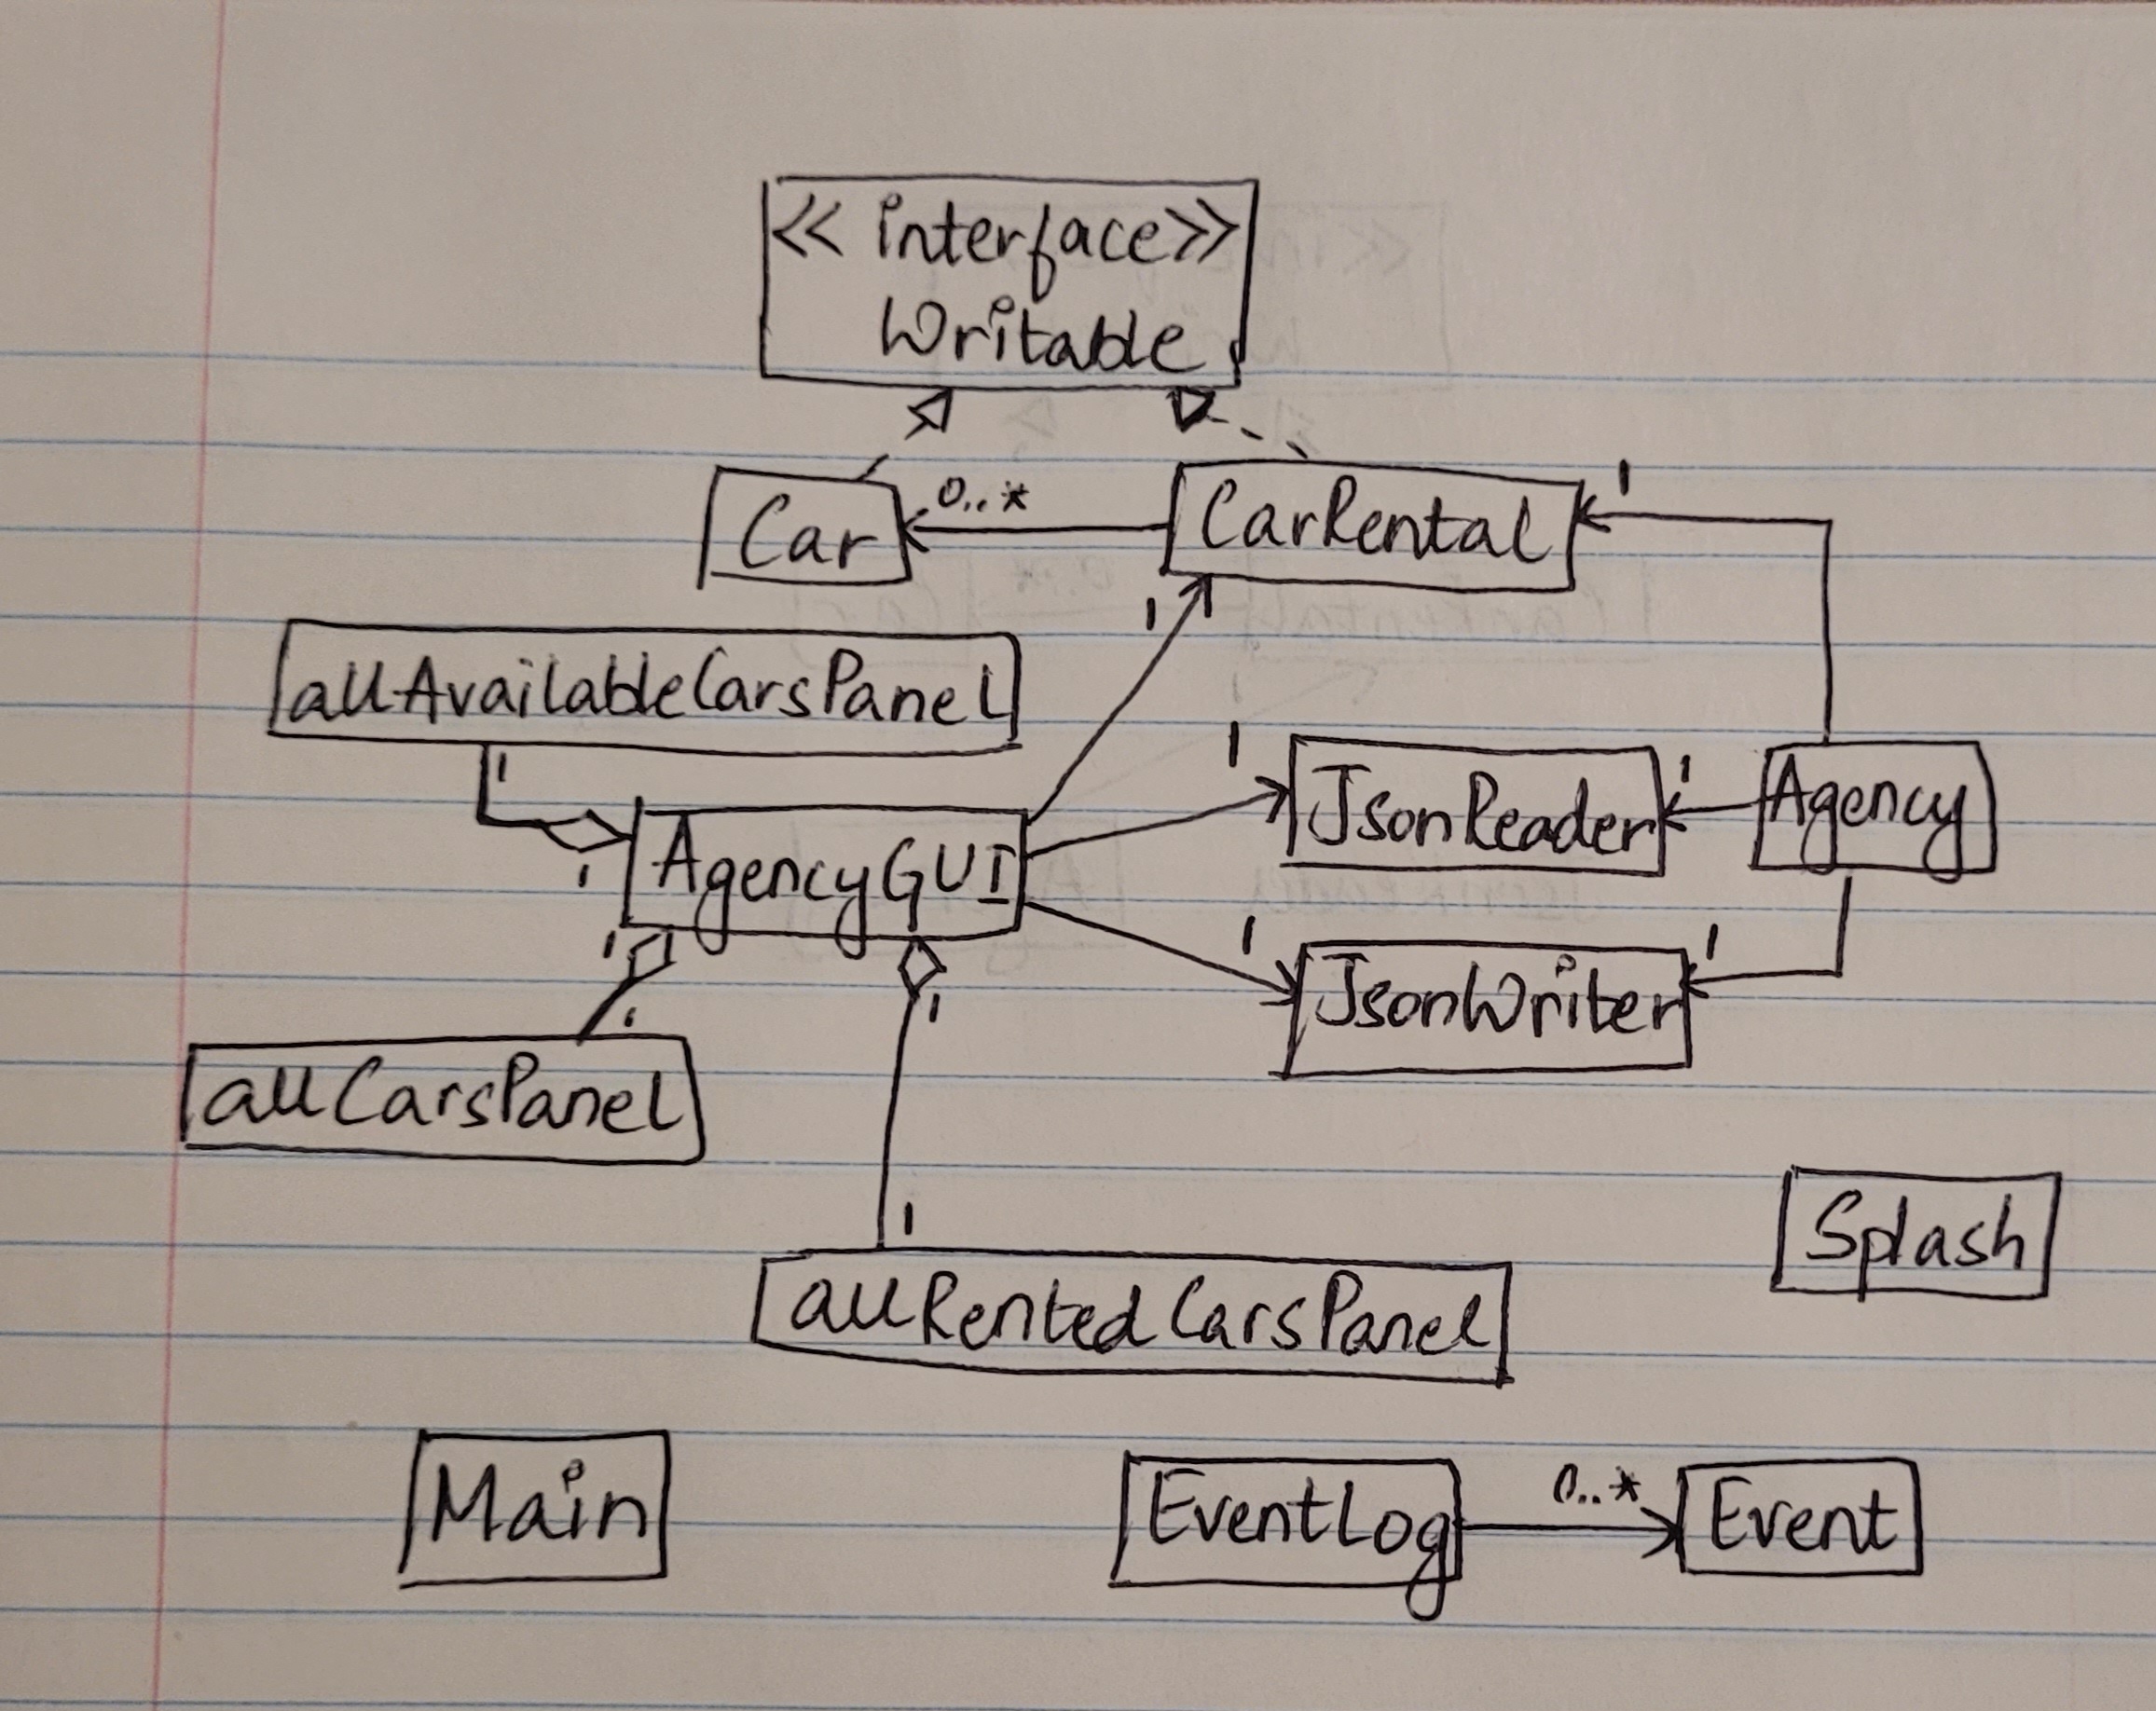 << interface>>
Writable
Car
0..*
CarRental
1
1
allAvailableCarsPanel
1
1
AgencyGUI
1
JsonReader
1
Agency
1
1
JsonWriter
1
1
1
1
allCarsPanel
1
allRentedCarsPanel
Splash
Main
EventLog
0..*
Event